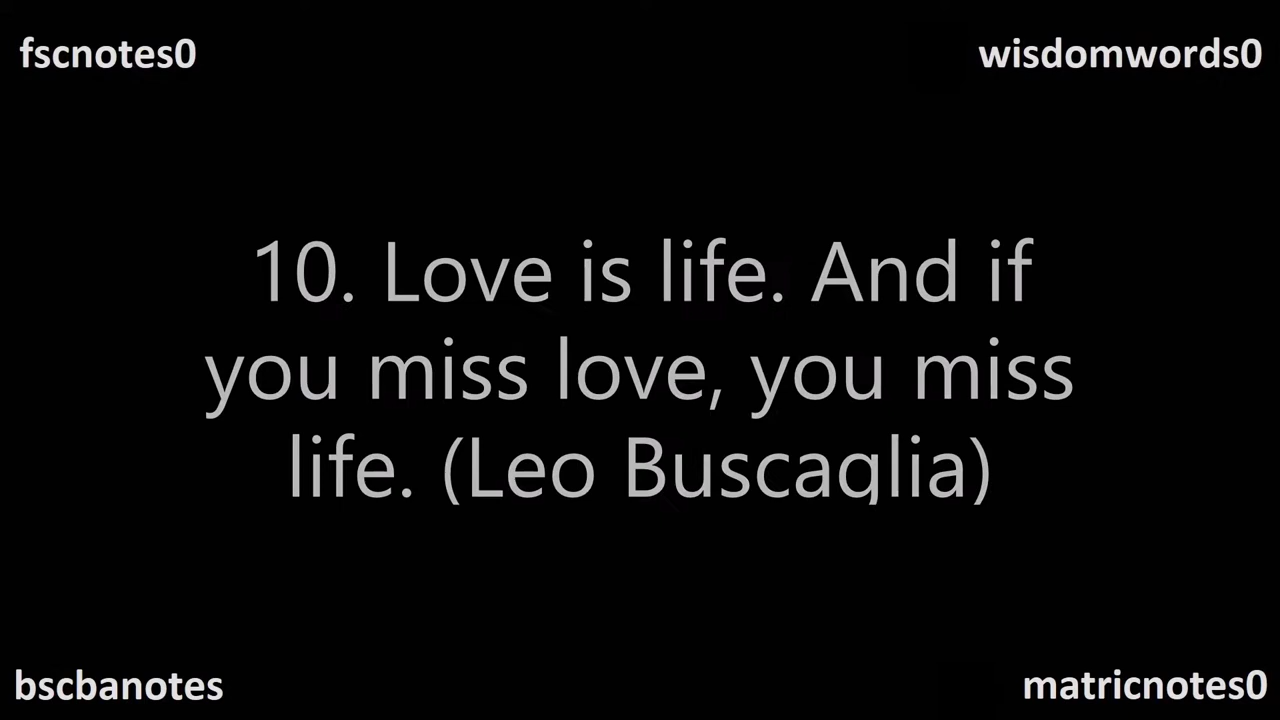 fscnotes0
wisdomwords0
10. Love is life. And if
you miss love, you miss
life. (Leo Buscaglia)
bscbanotes
matricnotes0